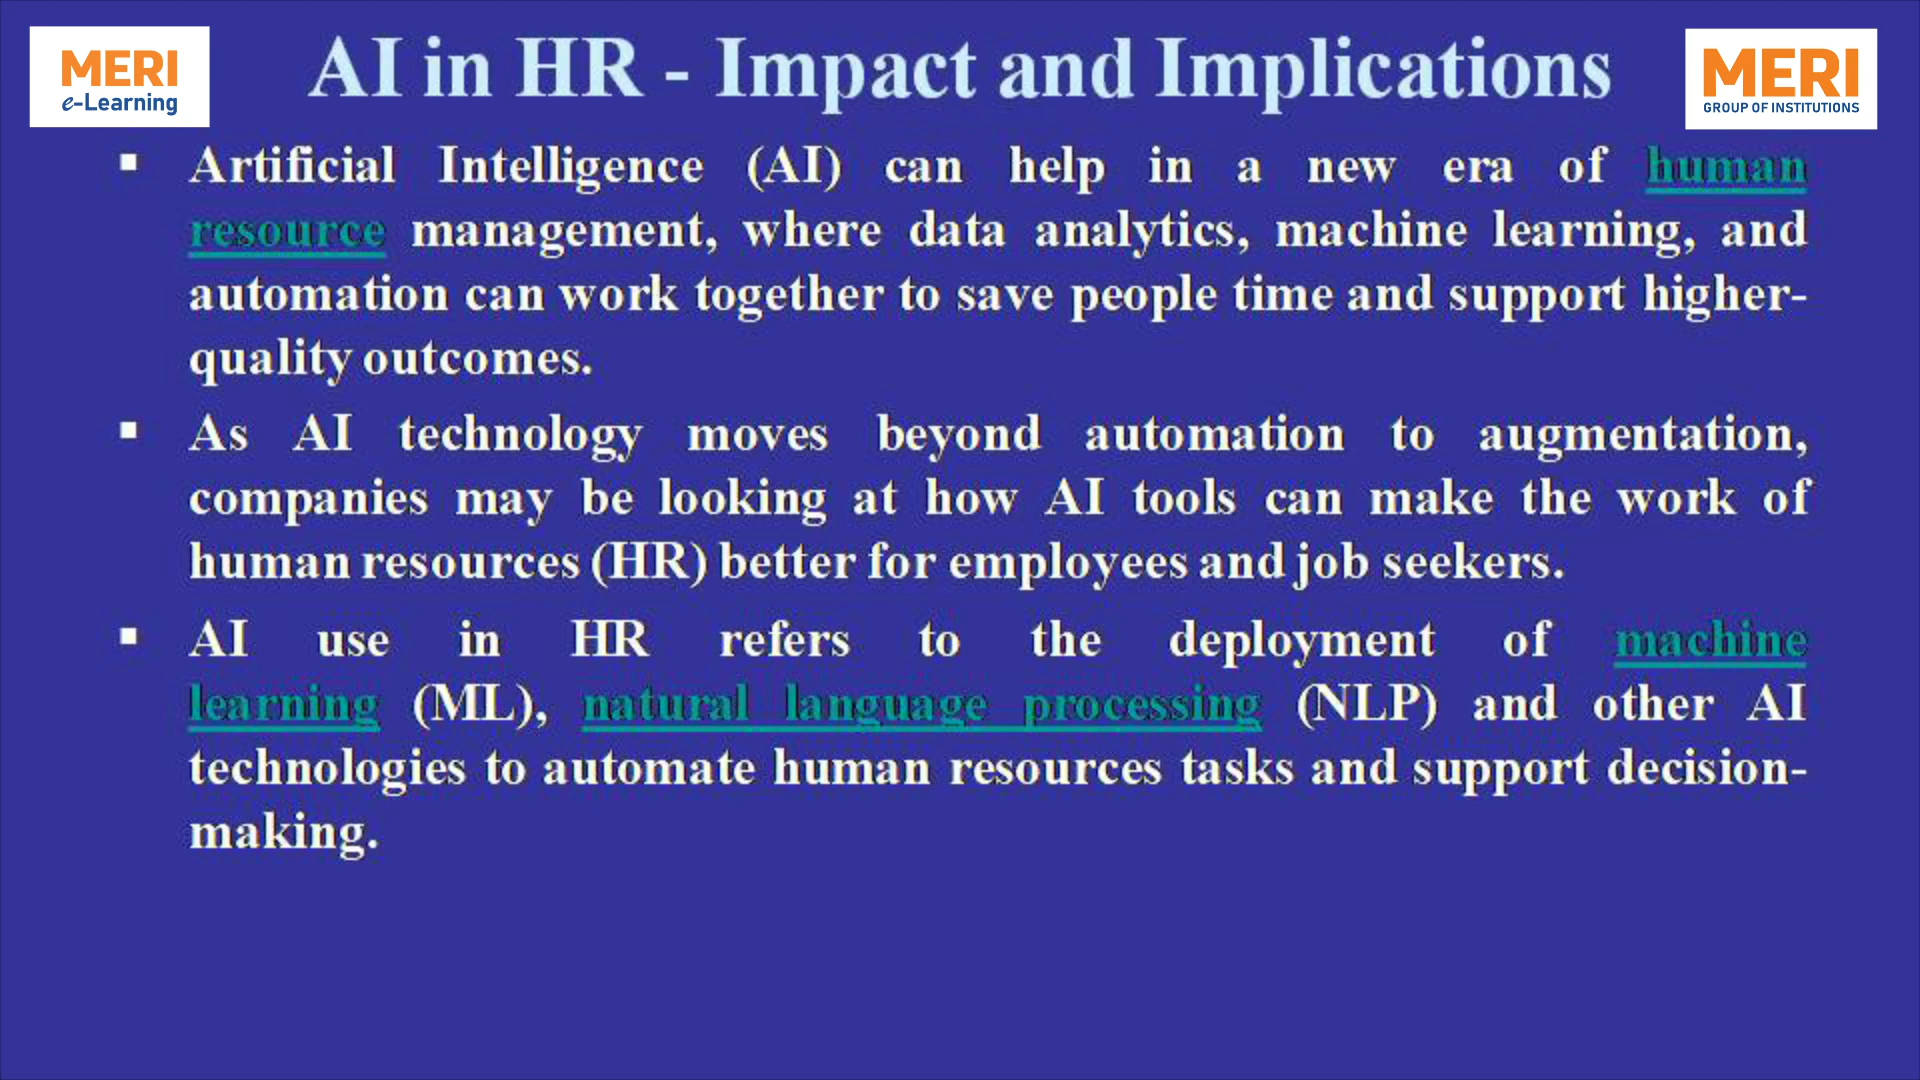 MERI
e-Learning
AI in HR - Impact and Implications
MERI
GROUP OF INSTITUTIONS
▪ Artificial Intelligence (AI) can help in a new era of human
resource management, where data analytics, machine learning, and
automation can work together to save people time and support higher-
quality outcomes.
▪ As AI technology moves beyond automation to augmentation,
companies may be looking at how AI tools can make the work of
human resources (HR) better for employees and job seekers.
▪ AI use in HR refers to the deployment of machine
learning (ML), natural language processing (NLP) and other AI
technologies to automate human resources tasks and support decision-
making.